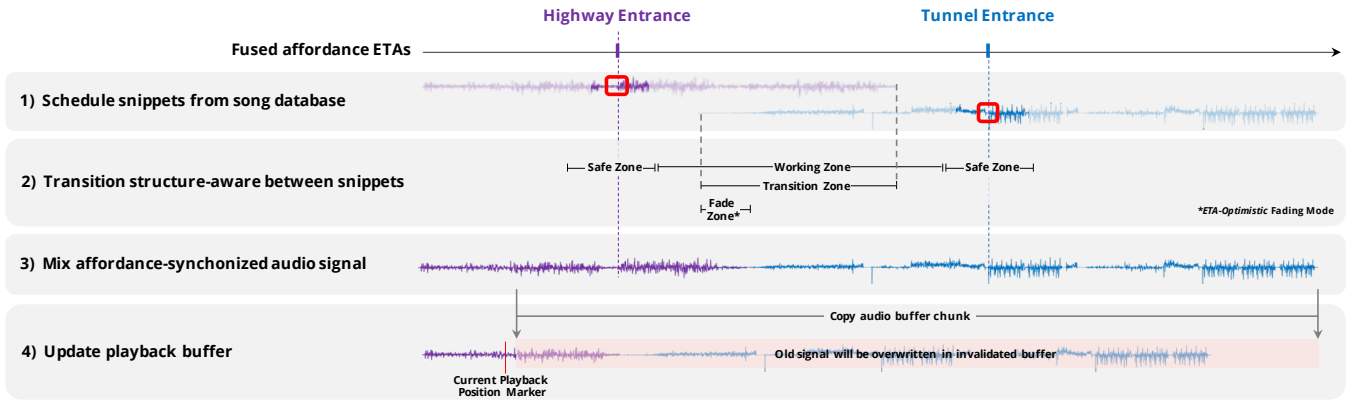 Highway Entrance
Tunnel Entrance
Fused affordance ETAs
1) Schedule snippets from song database
Safe Zone
Working Zone
Safe Zone
2) Transition structure-aware between snippets
Transition Zone
Fade
Zone*
*ETA-Optimistic Fading Mode
3) Mix affordance-synchonized audio signal
Copy audio buffer chunk
4) Update playback buffer
Old signal will be overwritten in invalidated buffer
Current Playback
Position Marker